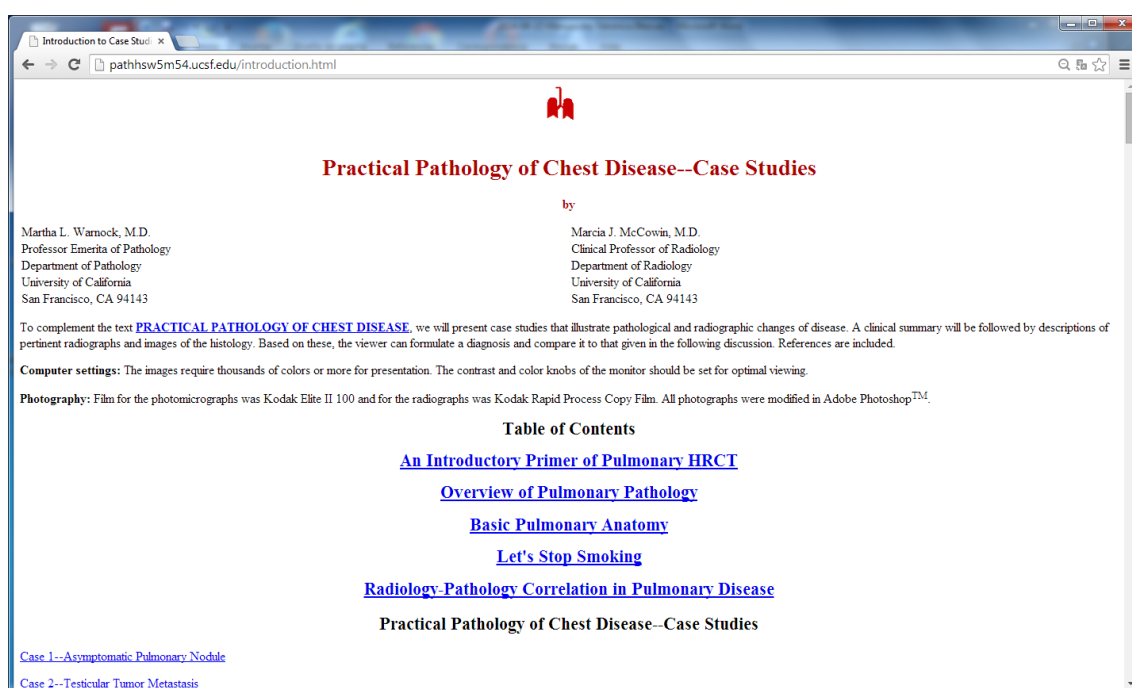 Introduction to Case Studi
pathhsw5m54.ucsf.edu/introduction.html
Practical Pathology of Chest Disease--Case Studies
by
Martha L. Warnock, M.D.
Professor Emerita of Pathology
Department of Pathology
University of California
San Francisco, CA 94143
Marcia J. McCowin, M.D.
Clinical Professor of Radiology
Department of Radiology
University of California
San Francisco, CA 94143
To complement the text PRACTICAL PATHOLOGY OF CHEST DISEASE, we will present case studies that illustrate pathological and radiographic changes of disease. A clinical summary will be followed by descriptions of
pertinent radiographs and images of the histology. Based on these, the viewer can formulate a diagnosis and compare it to that given in the following discussion. References are included.
Computer settings: The images require thousands of colors or more for presentation. The contrast and color knobs of the monitor should be set for optimal viewing.
Photography: Film for the photomicrographs was Kodak Elite II 100 and for the radiographs was Kodak Rapid Process Copy Film. All photographs were modified in Adobe Photoshop™.
Table of Contents
An Introductory Primer of Pulmonary HRCT
Overview of Pulmonary Pathology
Basic Pulmonary Anatomy
Let's Stop Smoking
Radiology-Pathology Correlation in Pulmonary Disease
Practical Pathology of Chest Disease--Case Studies
Case 1--Asymptomatic Pulmonary Nodule
Case 2--Testicular Tumor Metastasis